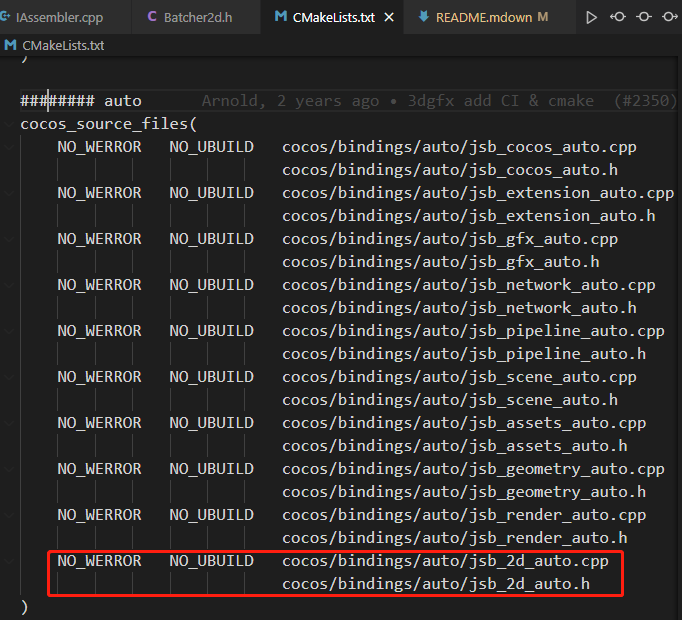 IAssembler.cpp
Batcher2d.h
CMakeLists.txt
README.mdown M
CMakeLists.txt
)
######## auto Arnold, 2 years ago • 3dgfx add CI & cmake (#2350)
cocos_source_files(
NO_WERROR NO_UBUILD cocos/bindings/auto/jsb_cocos_auto.cpp
cocos/bindings/auto/jsb_cocos_auto.h
NO_WERROR NO_UBUILD cocos/bindings/auto/jsb_extension_auto.cpp
cocos/bindings/auto/jsb_extension_auto.h
NO_WERROR NO_UBUILD cocos/bindings/auto/jsb_gfx_auto.cpp
cocos/bindings/auto/jsb_gfx_auto.h
NO_WERROR NO_UBUILD cocos/bindings/auto/jsb_network_auto.cpp
cocos/bindings/auto/jsb_network_auto.h
NO_WERROR NO_UBUILD cocos/bindings/auto/jsb_pipeline_auto.cpp
cocos/bindings/auto/jsb_pipeline_auto.h
NO_WERROR NO_UBUILD cocos/bindings/auto/jsb_scene_auto.cpp
cocos/bindings/auto/jsb_scene_auto.h
NO_WERROR NO_UBUILD cocos/bindings/auto/jsb_assets_auto.cpp
cocos/bindings/auto/jsb_assets_auto.h
NO_WERROR NO_UBUILD cocos/bindings/auto/jsb_geometry_auto.cpp
cocos/bindings/auto/jsb_geometry_auto.h
NO_WERROR NO_UBUILD cocos/bindings/auto/jsb_render_auto.cpp
cocos/bindings/auto/jsb_render_auto.h
NO_WERROR NO_UBUILD cocos/bindings/auto/jsb_2d_auto.cpp
cocos/bindings/auto/jsb_2d_auto.h
)